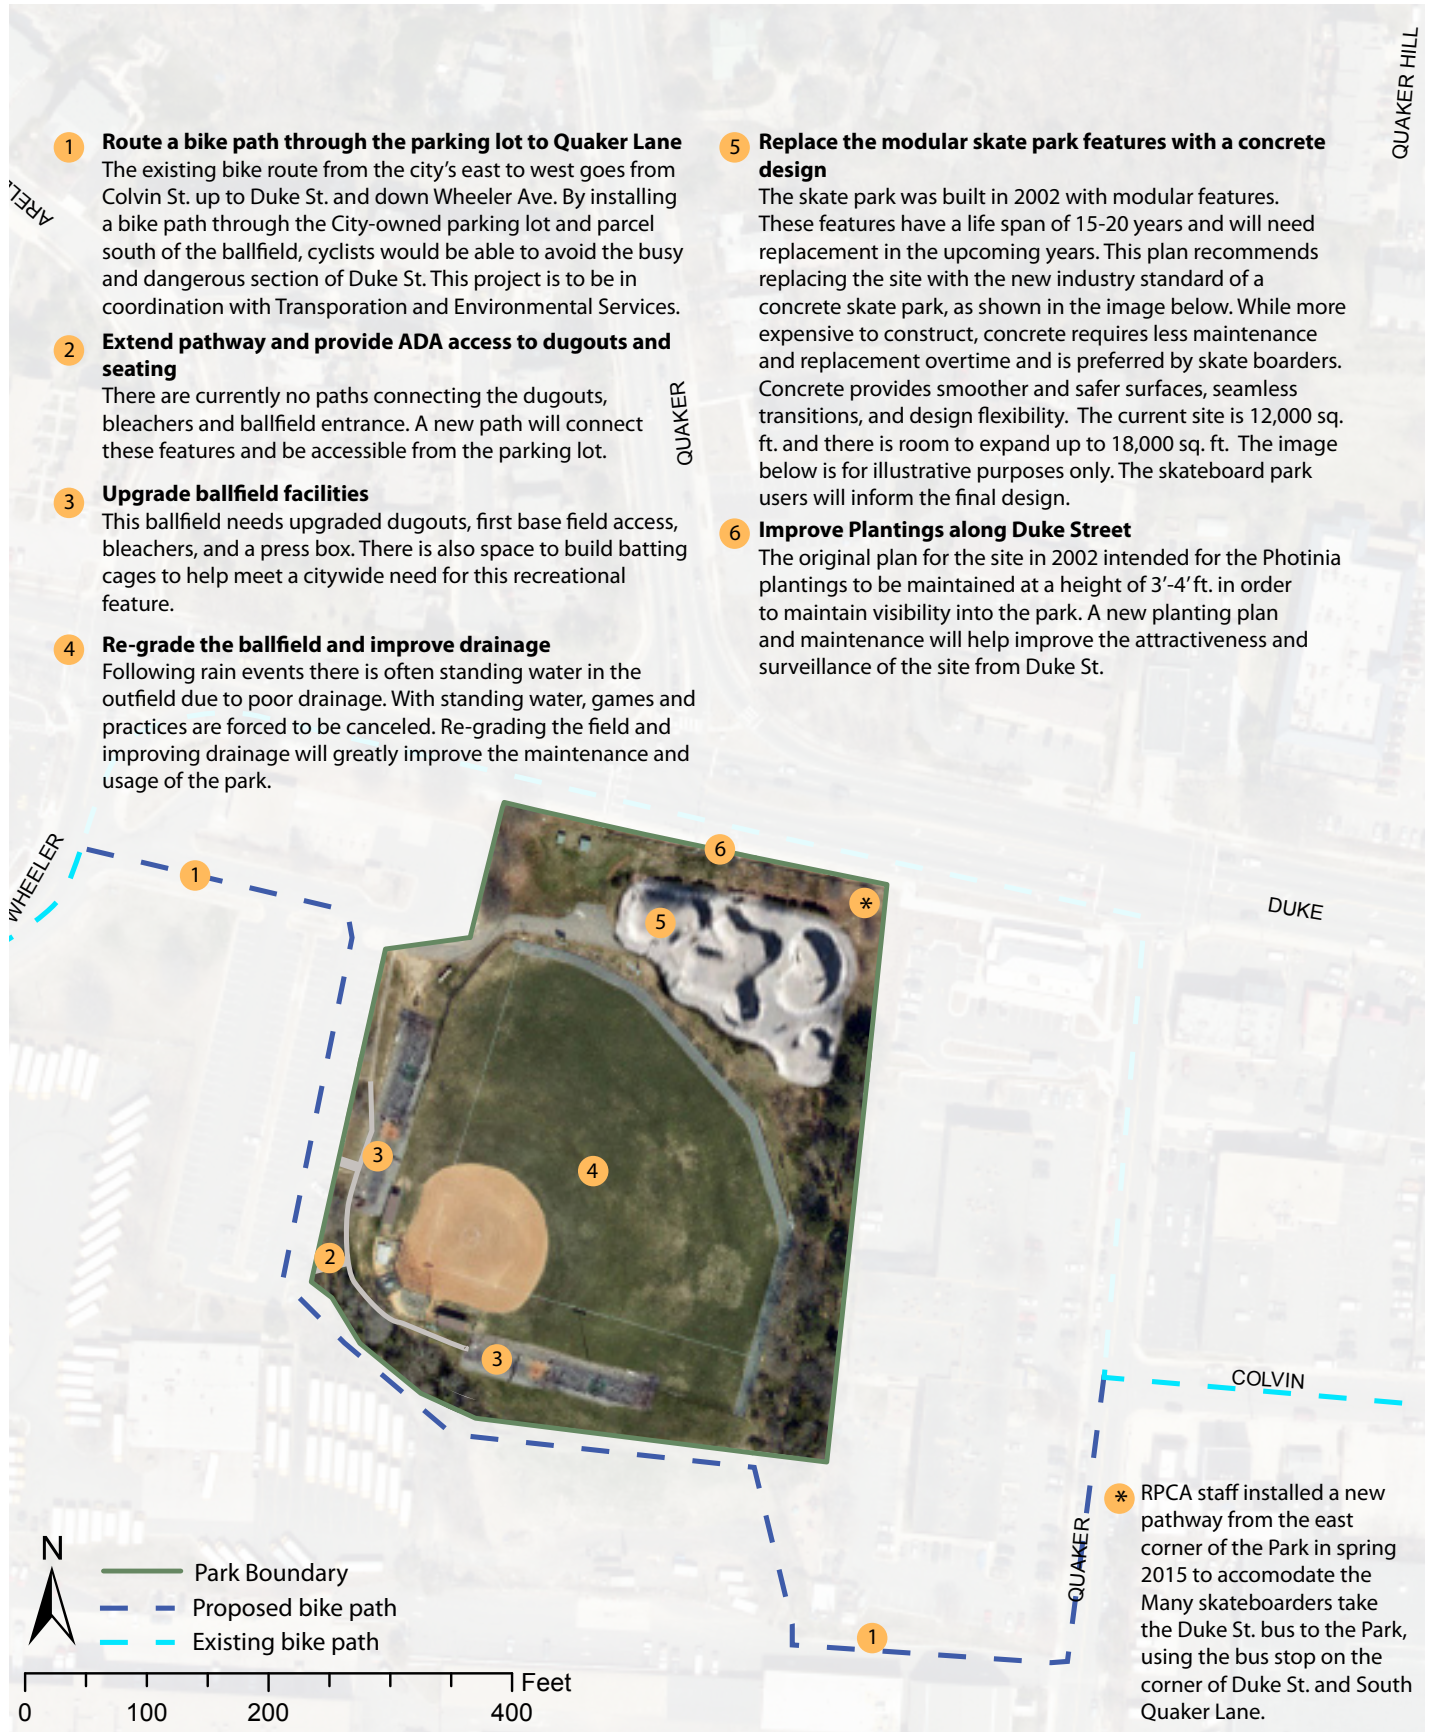 QUAKER HILL
1 Route a bike path through the parking lot to Quaker Lane
The existing bike route from the city's east to west goes from
Colvin St. up to Duke St. and down Wheeler Ave. By installing
a bike path through the City-owned parking lot and parcel
south of the ballfield, cyclists would be able to avoid the busy
and dangerous section of Duke St. This project is to be in
coordination with Transporation and Environmental Services.
2 Extend pathway and provide ADA access to dugouts and
seating
There are currently no paths connecting the dugouts,
bleachers and ballfield entrance. A new path will connect
these features and be accessible from the parking lot.
3 Upgrade ballfield facilities
This ballfield needs upgraded dugouts, first base field access,
bleachers, and a press box. There is also space to build batting
cages to help meet a citywide need for this recreational
feature.
4 Re-grade the ballfield and improve drainage
Following rain events there is often standing water in the
outfield due to poor drainage. With standing water, games and
practices are forced to be canceled. Re-grading the field and
improving drainage will greatly improve the maintenance and
usage of the park.
5 Replace the modular skate park features with a concrete
design
The skate park was built in 2002 with modular features.
These features have a life span of 15-20 years and will need
replacement in the upcoming years. This plan recommends
replacing the site with the new industry standard of a
concrete skate park, as shown in the image below. While more
expensive to construct, concrete requires less maintenance
and replacement overtime and is preferred by skate boarders.
Concrete provides smoother and safer surfaces, seamless
transitions, and design flexibility. The current site is 12,000 sq.
ft. and there is room to expand up to 18,000 sq. ft. The image
below is for illustrative purposes only. The skateboard park
users will inform the final design.
6 Improve Plantings along Duke Street
The original plan for the site in 2002 intended for the Photinia
plantings to be maintained at a height of 3'-4' ft. in order
to maintain visibility into the park. A new planting plan
and maintenance will help improve the attractiveness and
surveillance of the site from Duke St.
QUAKER
WHEELER
1
6
*
5
DUKE
3
4
2
3
COLVIN
QUAKER
1
* RPCA staff installed a new
pathway from the east
corner of the Park in spring
2015 to accomodate the
Many skateboarders take
the Duke St. bus to the Park,
using the bus stop on the
corner of Duke St. and South
Quaker Lane.
N
Park Boundary
Proposed bike path
Existing bike path
Feet
0 100 200 400